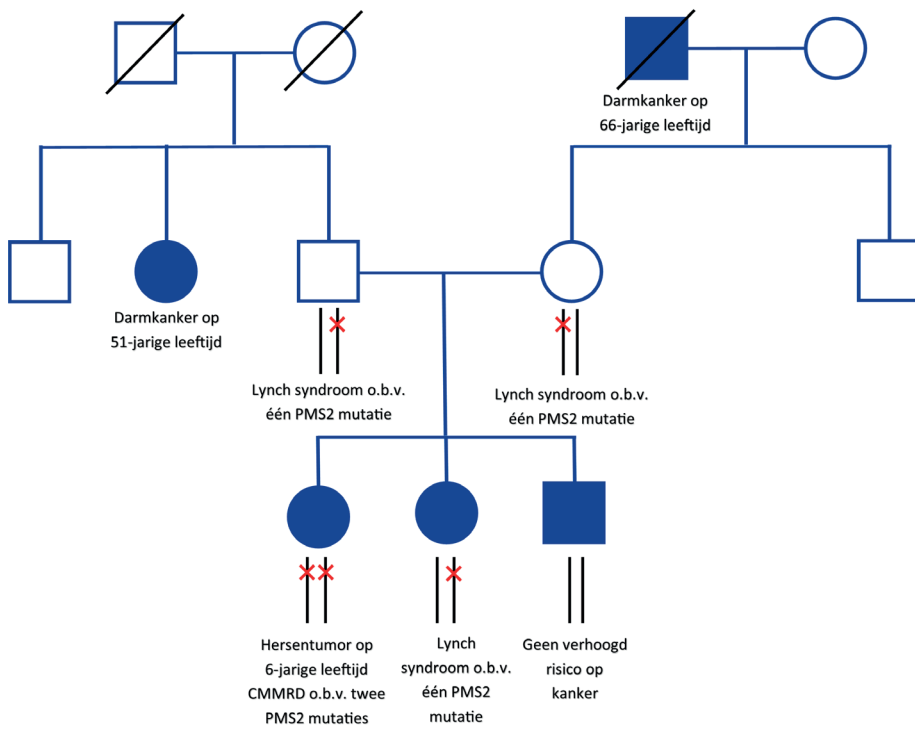 Darmkanker op
66-jarige leeftijd
Darmkanker op
51-jarige leeftijd
Lynch syndroom o.b.v.
één PMS2 mutatie
Lynch syndroom o.b.v.
één PMS2 mutatie
Hersentumor op
6-jarige leeftijd
CMMRD o.b.v. twee
PMS2 mutaties
Lynch
syndroom o.b.v.
één PMS2
mutatie
Geen verhoogd
risico op
kanker